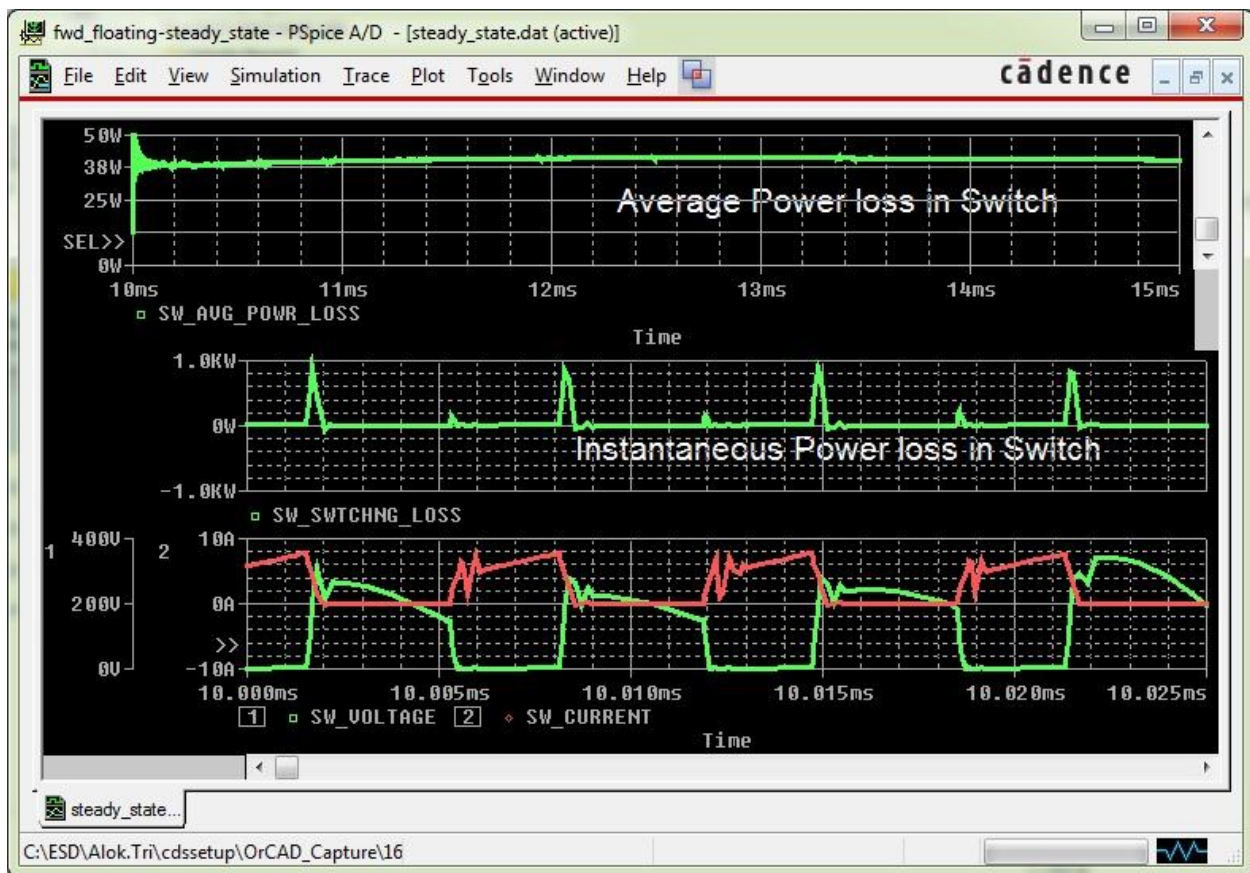 fwd_floating-steady_state - PSpice A/D - [steady_state.dat (active)]
File Edit View Simulation Trace Plot Tools Window Help cādence
50W
38W
25W
SEL>>
0W
Average Power loss in Switch
10ms 11ms 12ms 13ms 14ms 15ms
SW_AVG_POWR_LOSS
Time
1.0KW
0W
-1.0KW
Instantaneous Power loss in Switch
SW_SWTCHNG_LOSS
1 400V 2 10A
200V 0A
>>
0V -10A
10.000ms 10.005ms 10.010ms 10.015ms 10.020ms 10.025ms
1 SW_VOLTAGE 2 SW_CURRENT
Time
steady_state...
C:\ESD\Alok.Tri\cdssetup\OrCAD_Capture\16